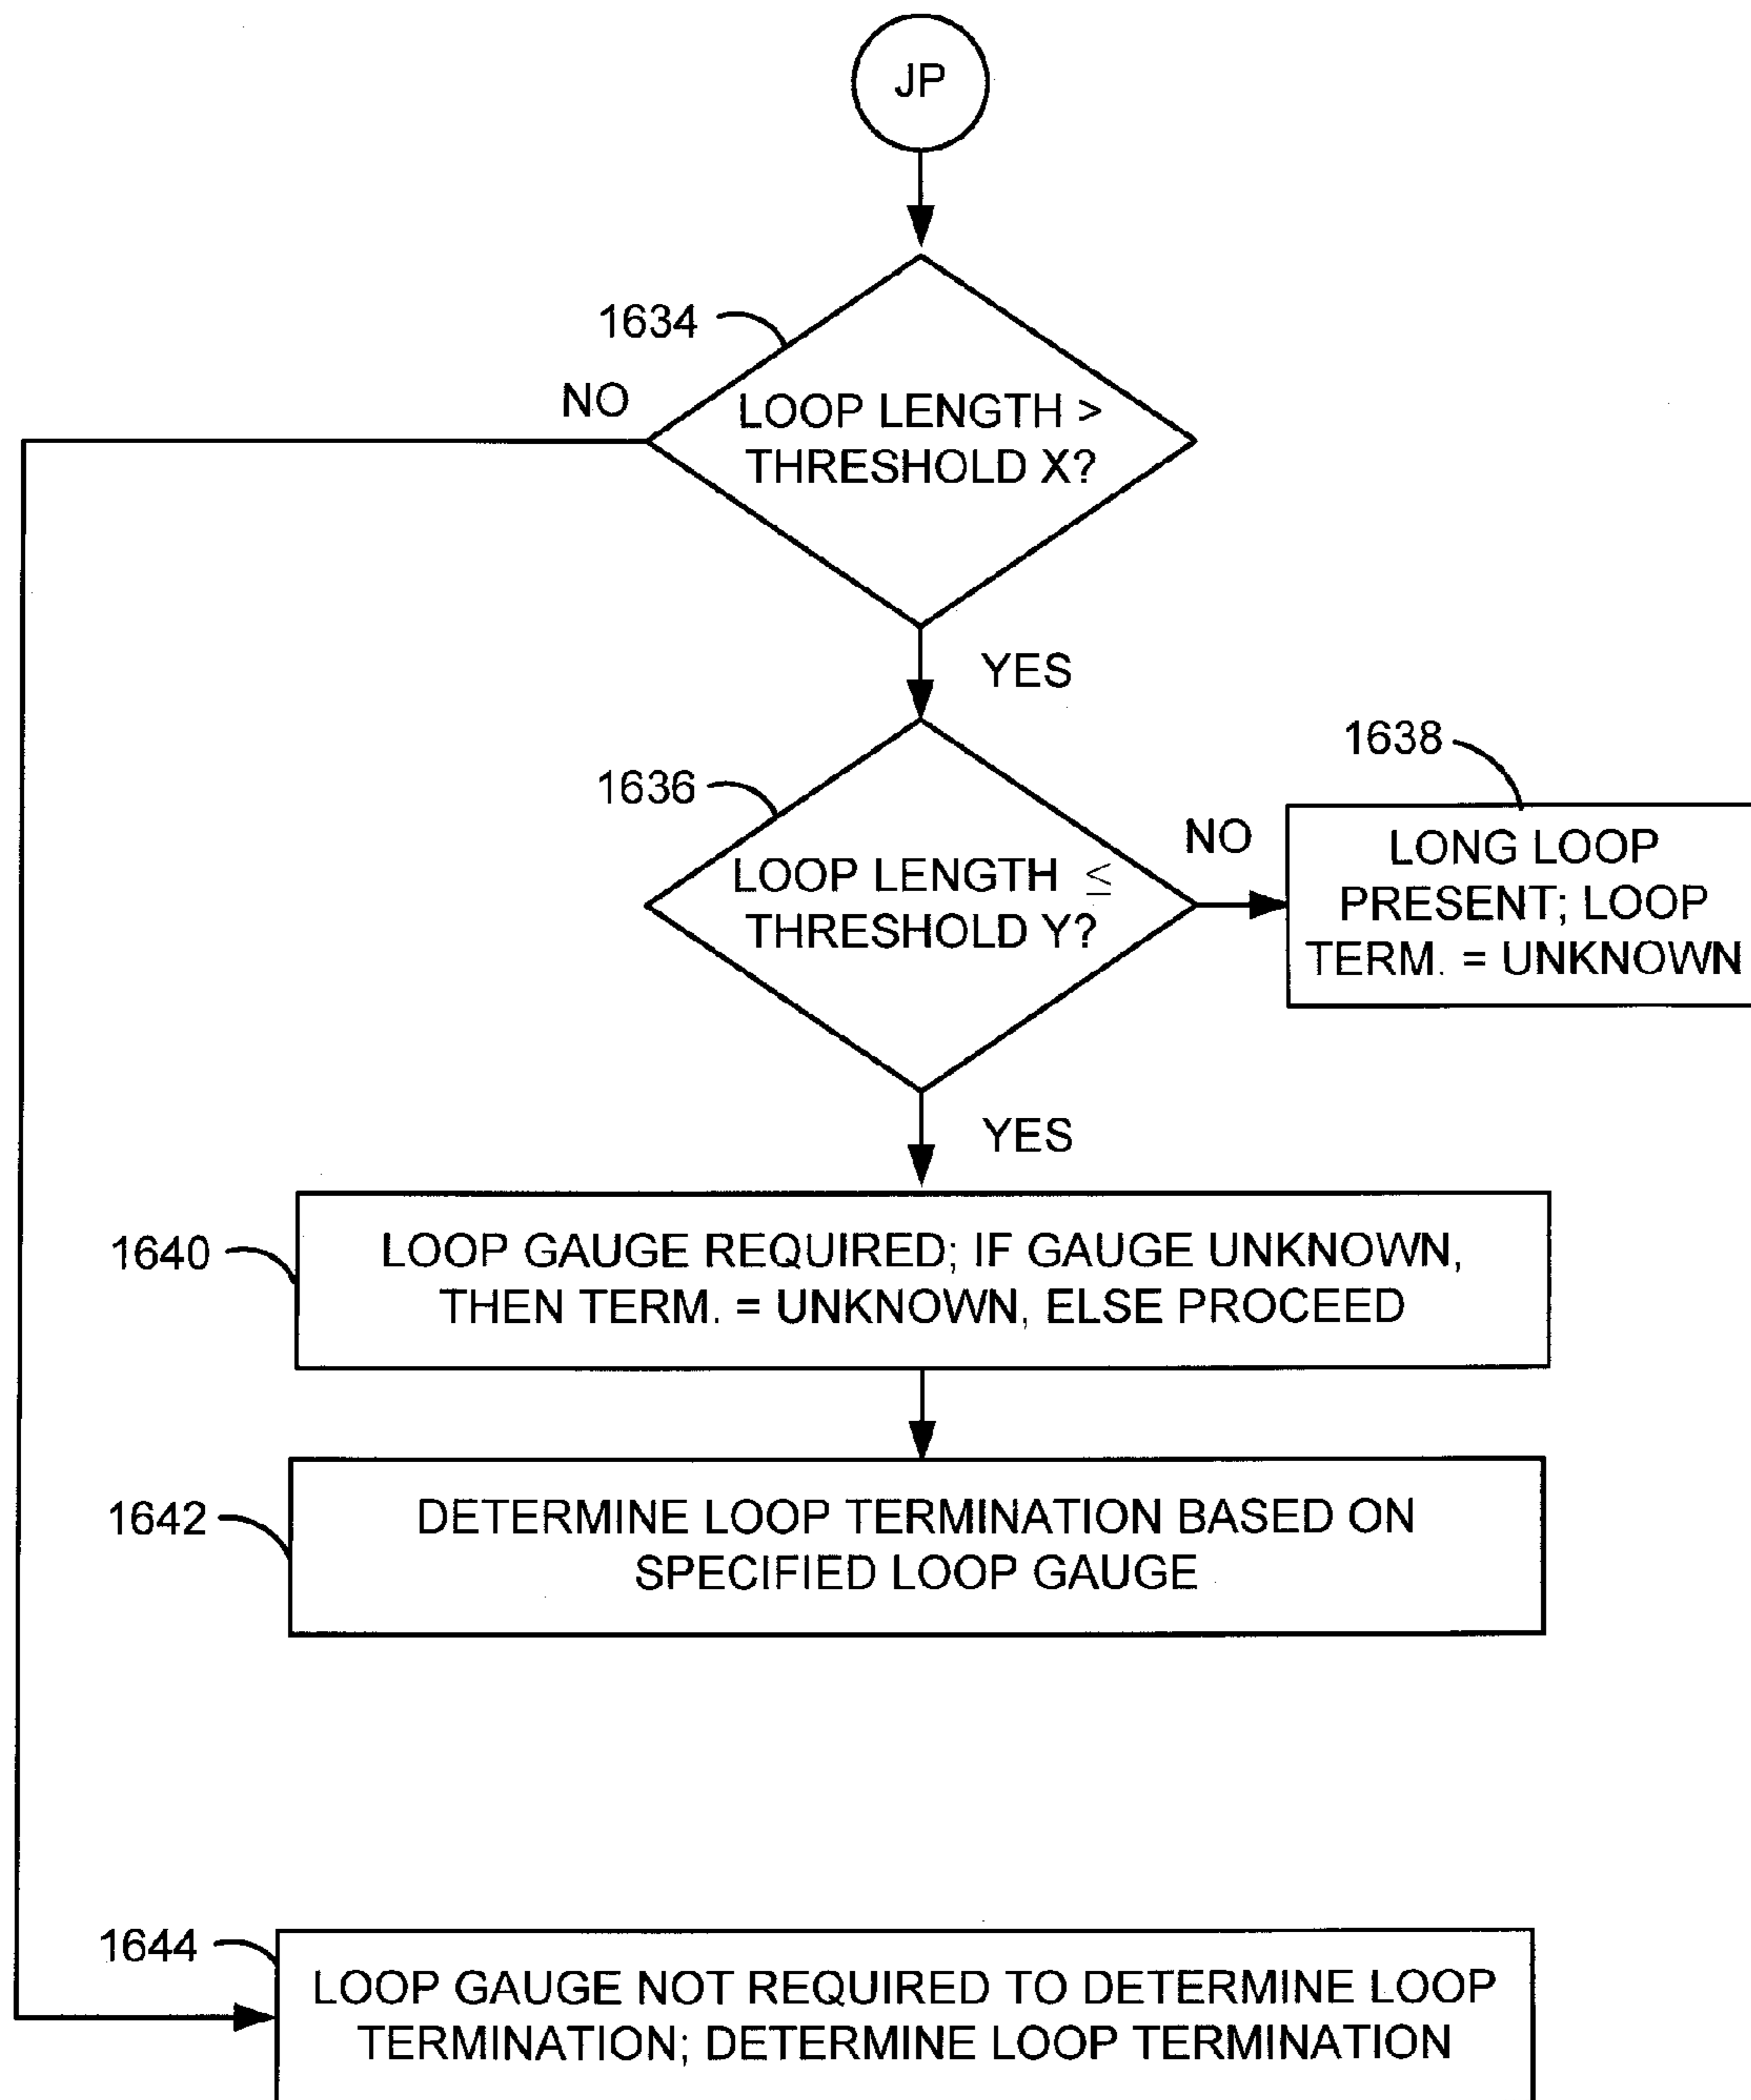 JP
1634
NO
LOOP LENGTH >
THRESHOLD X?
YES
1636
LOOP LENGTH ≤
THRESHOLD Y?
NO
1638
LONG LOOP
PRESENT; LOOP
TERM. = UNKNOWN
YES
1640
LOOP GAUGE REQUIRED; IF GAUGE UNKNOWN,
THEN TERM. = UNKNOWN, ELSE PROCEED
1642
DETERMINE LOOP TERMINATION BASED ON
SPECIFIED LOOP GAUGE
1644
LOOP GAUGE NOT REQUIRED TO DETERMINE LOOP
TERMINATION; DETERMINE LOOP TERMINATION